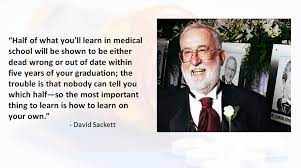 “Half of what you'll learn in medical
school will be shown to be either
dead wrong or out of date within
five years of your graduation; the
trouble is that nobody can tell you
which half—so the most important
thing to learn is how to learn on
your own.”
- David Sackett